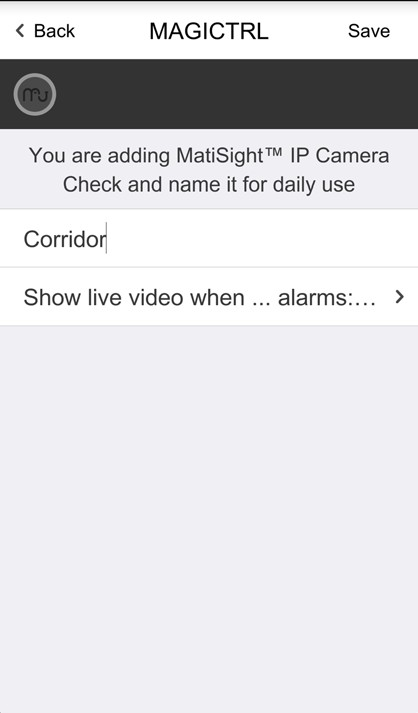 Back MAGICTRL Save
You are adding MatiSight™ IP Camera
Check and name it for daily use
Corridor
Show live video when ... alarms:...